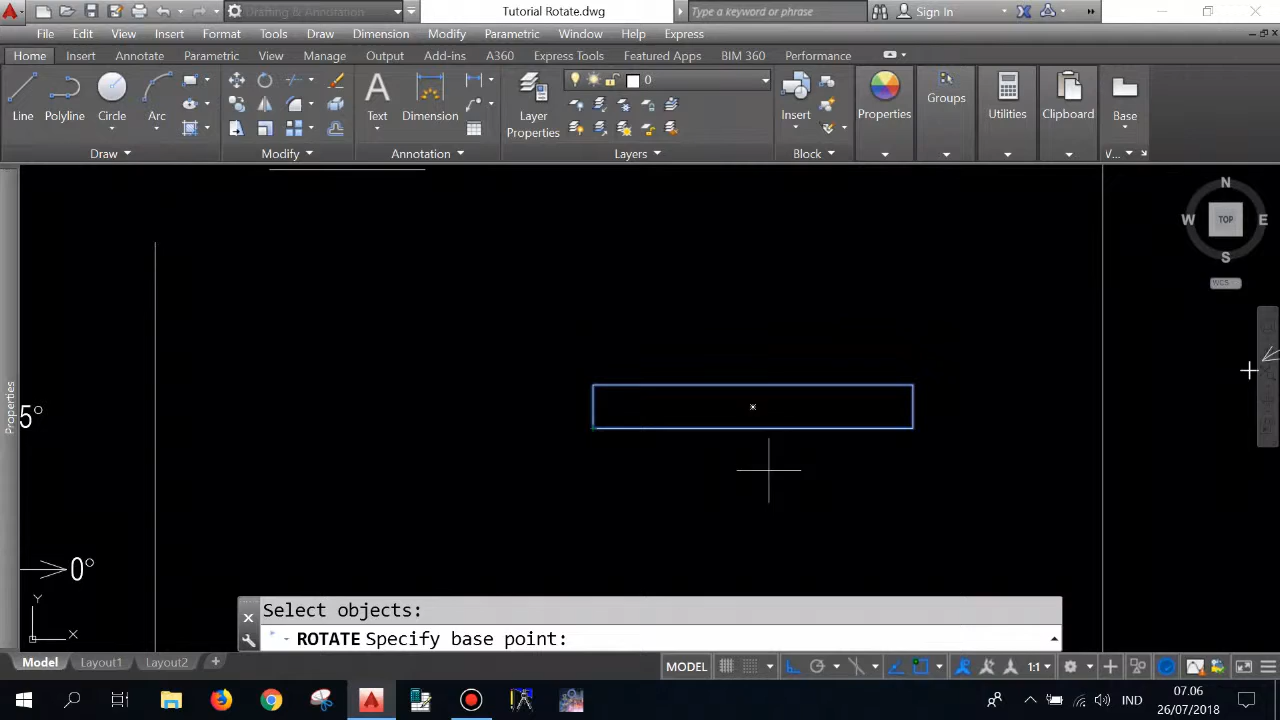 Drafting & Annotation
Tutorial Rotate.dwg
Type a keyword or phrase
Sign In
File Edit View Insert Format Tools Draw Dimension Modify Parametric Window Help Express
Home Insert Annotate Parametric View Manage Output Add-ins A360 Express Tools Featured Apps BIM 360 Performance
Line Polyline Circle Arc
Text Dimension
Layer Properties
0
Insert
Properties Groups Utilities Clipboard Base
Draw Modify Annotation Layers Block V...
N
W TOP E
S
WCS
Properties
5°
0°
Y
X
Select objects:
ROTATE Specify base point:
Model Layout1 Layout2 +
MODEL 1:1
IND
07.06
26/07/2018